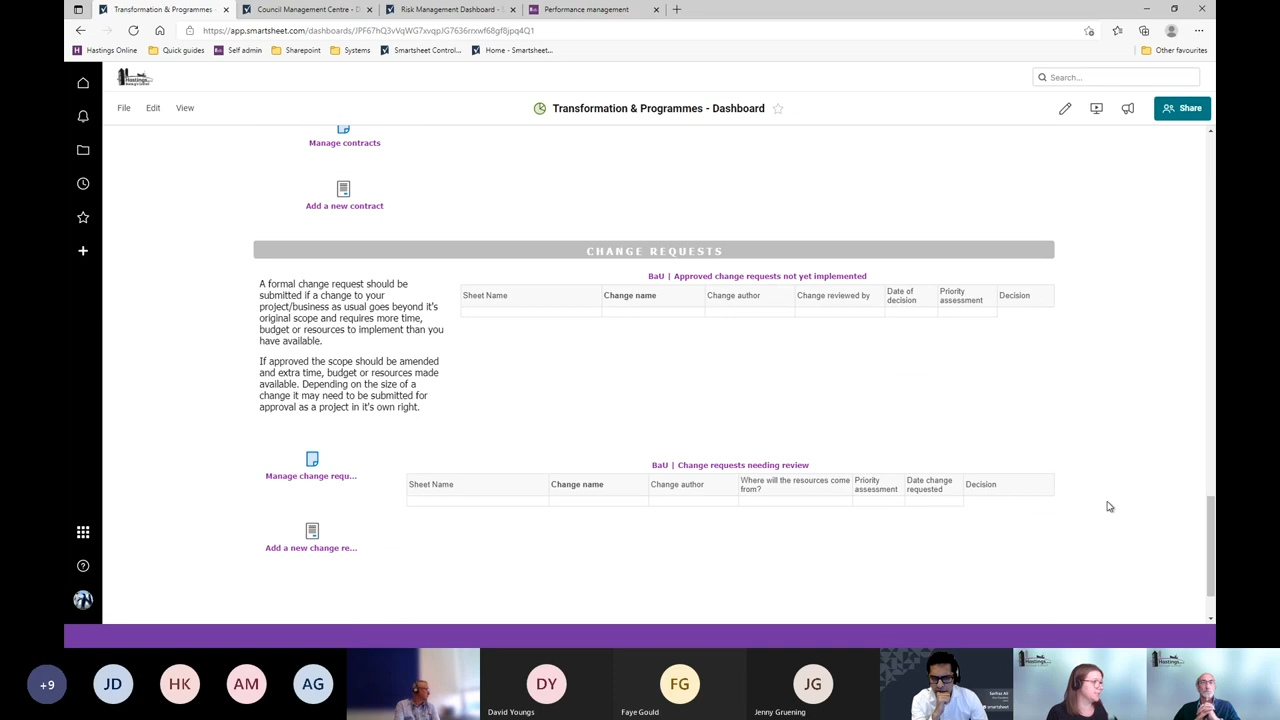 Transformation & Programmes -
Council Management Centre - D
Risk Management Dashboard - S
Performance management
https://app.smartsheet.com/dashboards/JPF67hQ3vVqWG7xvqpJG7636rrxwf68gf8jpq4Q1
Hastings Online
Quick guides
Self admin
Sharepoint
Systems
Smartsheet Control...
Home - Smartsheet...
Other favourites
Hastings
Search...
File
Edit
View
Transformation & Programmes - Dashboard
Share
Manage contracts
Add a new contract
CHANGE REQUESTS
A formal change request should be
submitted if a change to your
project/business as usual goes beyond it's
original scope and requires more time,
budget or resources to implement than you
have available.
If approved the scope should be amended
and extra time, budget or resources made
available. Depending on the size of a
change it may need to be submitted for
approval as a project in it's own right.
BaU | Approved change requests not yet implemented
Sheet Name
Change name
Change author
Change reviewed by
Date of
decision
Priority
assessment
Decision
Manage change requ...
Add a new change re...
BaU | Change requests needing review
Sheet Name
Change name
Change author
Where will the resources come
from?
Priority
assessment
Date change
requested
Decision
+9
JD
HK
AM
AG
DY
David Youngs
FG
Faye Gould
JG
Jenny Gruening
Sarfraz Ali
smartsheet
Hastings
Hastings